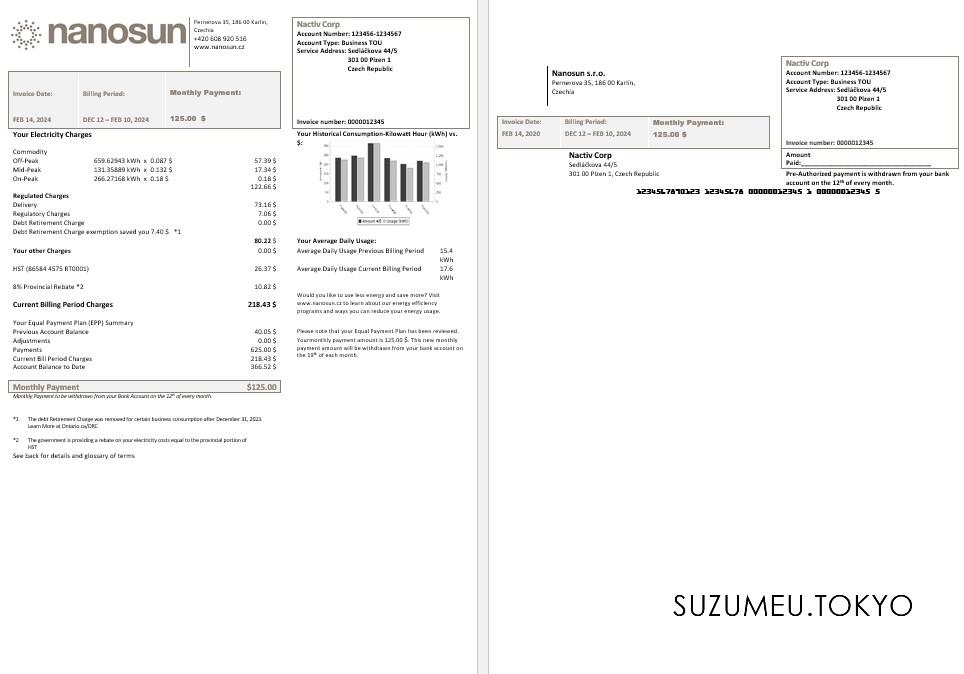 nanosun
Pernerova 35, 186 00 Karlín,
Czechia
+420 608 920 516
www.nanosun.cz
Invoice Date:
Billing Period:
Monthly Payment:
FEB 14, 2024
DEC 12 – FEB 10, 2024
125.00 $
Nactiv Corp
Account Number: 123456-1234567
Account Type: Business TOU
Service Address: Sedláčkova 44/5
301 00 Plzen 1
Czech Republic
Invoice number: 0000012345
Your Electricity Charges
Commodity
Off-Peak 659.62943 kWh x 0.087 $ 57.39 $
Mid-Peak 131.35889 kWh x 0.132 $ 17.34 $
On-Peak 266.27168 kWh x 0.18 $ 0.18 $
122.66 $
Regulated Charges
Delivery 73.16 $
Regulatory Charges 7.06 $
Debt Retirement Charge 0.00 $
Debt Retirement Charge exemption saved you 7.40 $ *1
80.22 $
Your other Charges 0.00 $
HST (86584 4575 RT0001) 26.37 $
8% Provincial Rebate *2 10.82 $
Current Billing Period Charges 218.43 $
Your Equal Payment Plan (EPP) Summary
Previous Account Balance 40.05 $
Adjustments 0.00 $
Payments 625.00 $
Current Bill Period Charges 218.43 $
Account Balance to Date 366.52 $
Monthly Payment $125.00
Monthly Payment to be withdrawn from your Bank Account on the 12th of every month.
*1 The debt Retirement Charge was removed for certain business consumption after December 31, 2023.
Learn More at Ontario.ca/DRC
*2 The government is providing a rebate on your electricity costs equal to the provincial portion of
HST
See back for details and glossary of terms
Your Historical Consumption-Kilowatt Hour (kWh) vs.
$:
Your Average Daily Usage:
Average Daily Usage Previous Billing Period 15.4
kWh
Average Daily Usage Current Billing Period 17.6
kWh
Would you like to use less energy and save more? Visit
www.nanosun.cz to learn about our energy efficiency
programs and ways you can reduce your energy usage.
Please note that your Equal Payment Plan has been reviewed.
Yourmonthly payment amount is 125.00 $. This new monthly
payment amount will be withdrawn from your bank account on
the 19th of each month.
Nanosun s.r.o.
Pernerova 35, 186 00 Karlín,
Czechia
Invoice Date:
Billing Period:
Monthly Payment:
FEB 14, 2020
DEC 12 – FEB 10, 2024
125.00 $
Nactiv Corp
Sedláčkova 44/5
301 00 Plzen 1, Czech Republic
Nactiv Corp
Account Number: 123456-1234567
Account Type: Business TOU
Service Address: Sedláčkova 44/5
301 00 Plzen 1
Czech Republic
Invoice number: 0000012345
Amount
Paid:
Pre-Authorized payment is withdrawn from your bank
account on the 12th of every month.
1234567890123 12345678 00000012345 1 0000012345 5
SUZUMEU.TOKYO